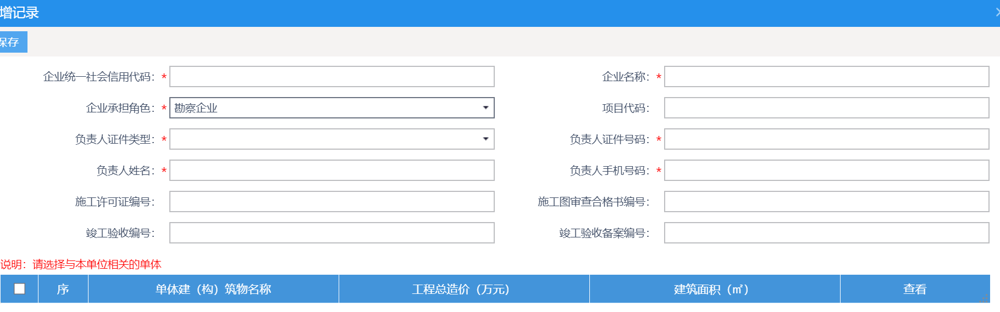 增记录
保存
企业统一社会信用代码：*
企业名称：*
企业承担角色：* 勘察企业
项目代码：
负责人证件类型：*
负责人证件号码：*
负责人姓名：*
负责人手机号码：*
施工许可证编号：
施工图审查合格书编号：
竣工验收编号：
竣工验收备案编号：
说明：请选择与本单位相关的单体
序 单体建（构）筑物名称 工程总造价（万元） 建筑面积（㎡） 查看